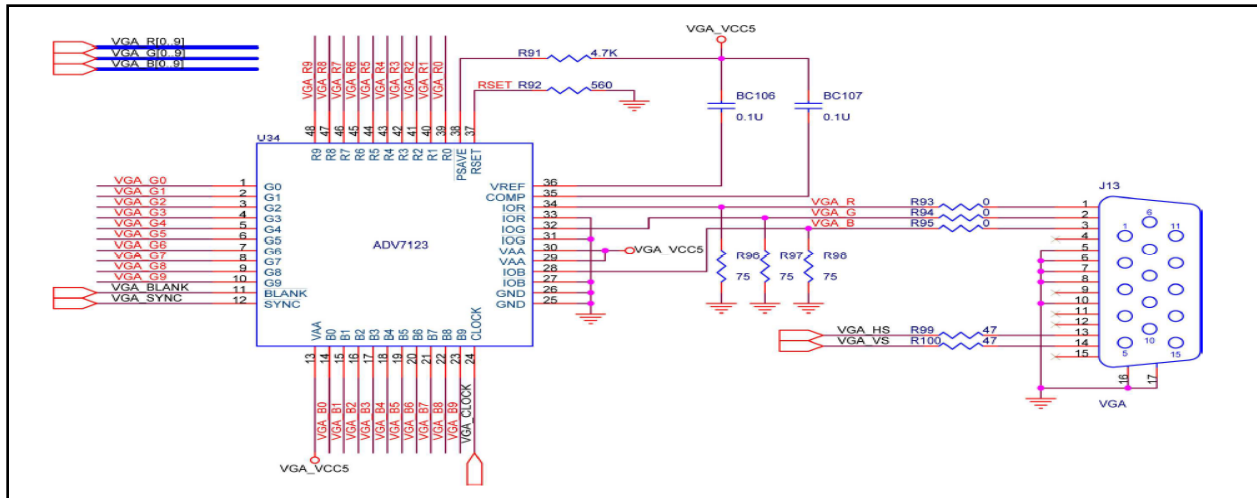 VGA_R[0..9]
VGA_G[0..9]
VGA_B[0..9]
VGA_VCC5
R91 4.7K
RSET R92 560
BC106
0.1U
BC107
0.1U
VGA_R9
VGA_R8
VGA_R7
VGA_R6
VGA_R5
VGA_R4
VGA_R3
VGA_R2
VGA_R1
VGA_R0
U34
48 47 46 45 44 43 42 41 40 39 38 37
R9 R8 R7 R6 R5 R4 R3 R2 R1 R0 PSAVE RSET
VGA_G0 1 G0
VGA_G1 2 G1
VGA_G2 3 G2
VGA_G3 4 G3
VGA_G4 5 G4
VGA_G5 6 G5
VGA_G6 7 G6
VGA_G7 8 G7
VGA_G8 9 G8
VGA_G9 10 G9
VGA_BLANK 11 BLANK
VGA_SYNC 12 SYNC
ADV7123
VREF 36
COMP 35
IOR 34
IOR 33
IOG 32
IOG 31
VAA 30
VAA 29
IOB 28
IOB 27
GND 26
GND 25
VGA_VCC5
VGA_R R93 0
VGA_G R94 0
VGA_B R95 0
R96 R97 R98
75 75 75
VGA_HS R99 47
VGA_VS R100 47
J13
1
2
3
4
5
6
7
8
9
10
11
12
13
14
15
1 6 11
5 10 15
16 17
VGA
VAA B0 B1 B2 B3 B4 B5 B6 B7 B8 B9 CLOCK
13 14 15 16 17 18 19 20 21 22 23 24
VGA_B0
VGA_B1
VGA_B2
VGA_B3
VGA_B4
VGA_B5
VGA_B6
VGA_B7
VGA_B8
VGA_B9
VGA_CLOCK
VGA_VCC5